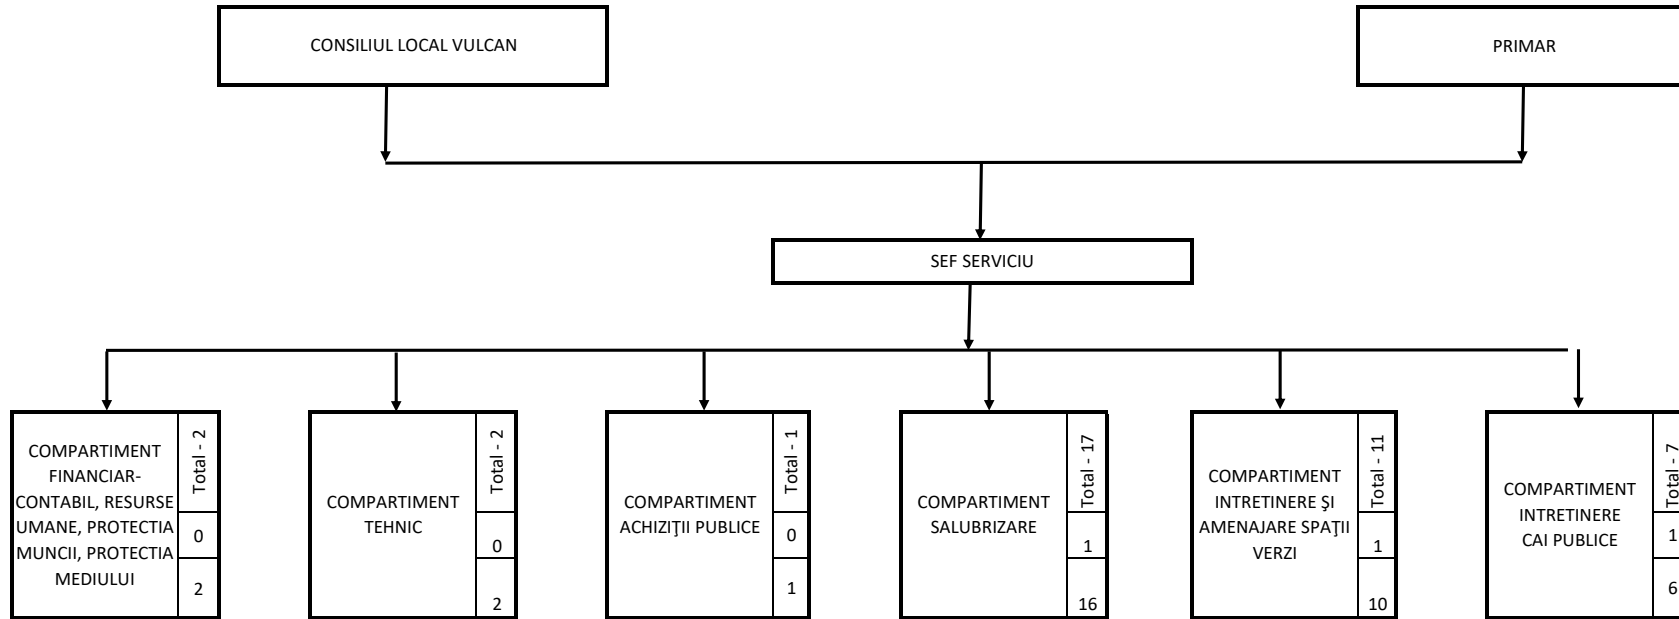 CONSILIUL LOCAL VULCAN
PRIMAR
SEF SERVICIU
COMPARTIMENT
FINANCIAR-
CONTABIL, RESURSE
UMANE, PROTECTIA
MUNCII, PROTECTIA
MEDIULUI
Total - 2
0
2
COMPARTIMENT
TEHNIC
Total - 2
0
2
COMPARTIMENT
ACHIZIŢII PUBLICE
Total - 1
0
1
COMPARTIMENT
SALUBRIZARE
Total - 17
1
16
COMPARTIMENT
INTRETINERE ŞI
AMENAJARE SPAŢII
VERZI
Total - 11
1
10
COMPARTIMENT
INTRETINERE
CAI PUBLICE
Total - 7
1
6